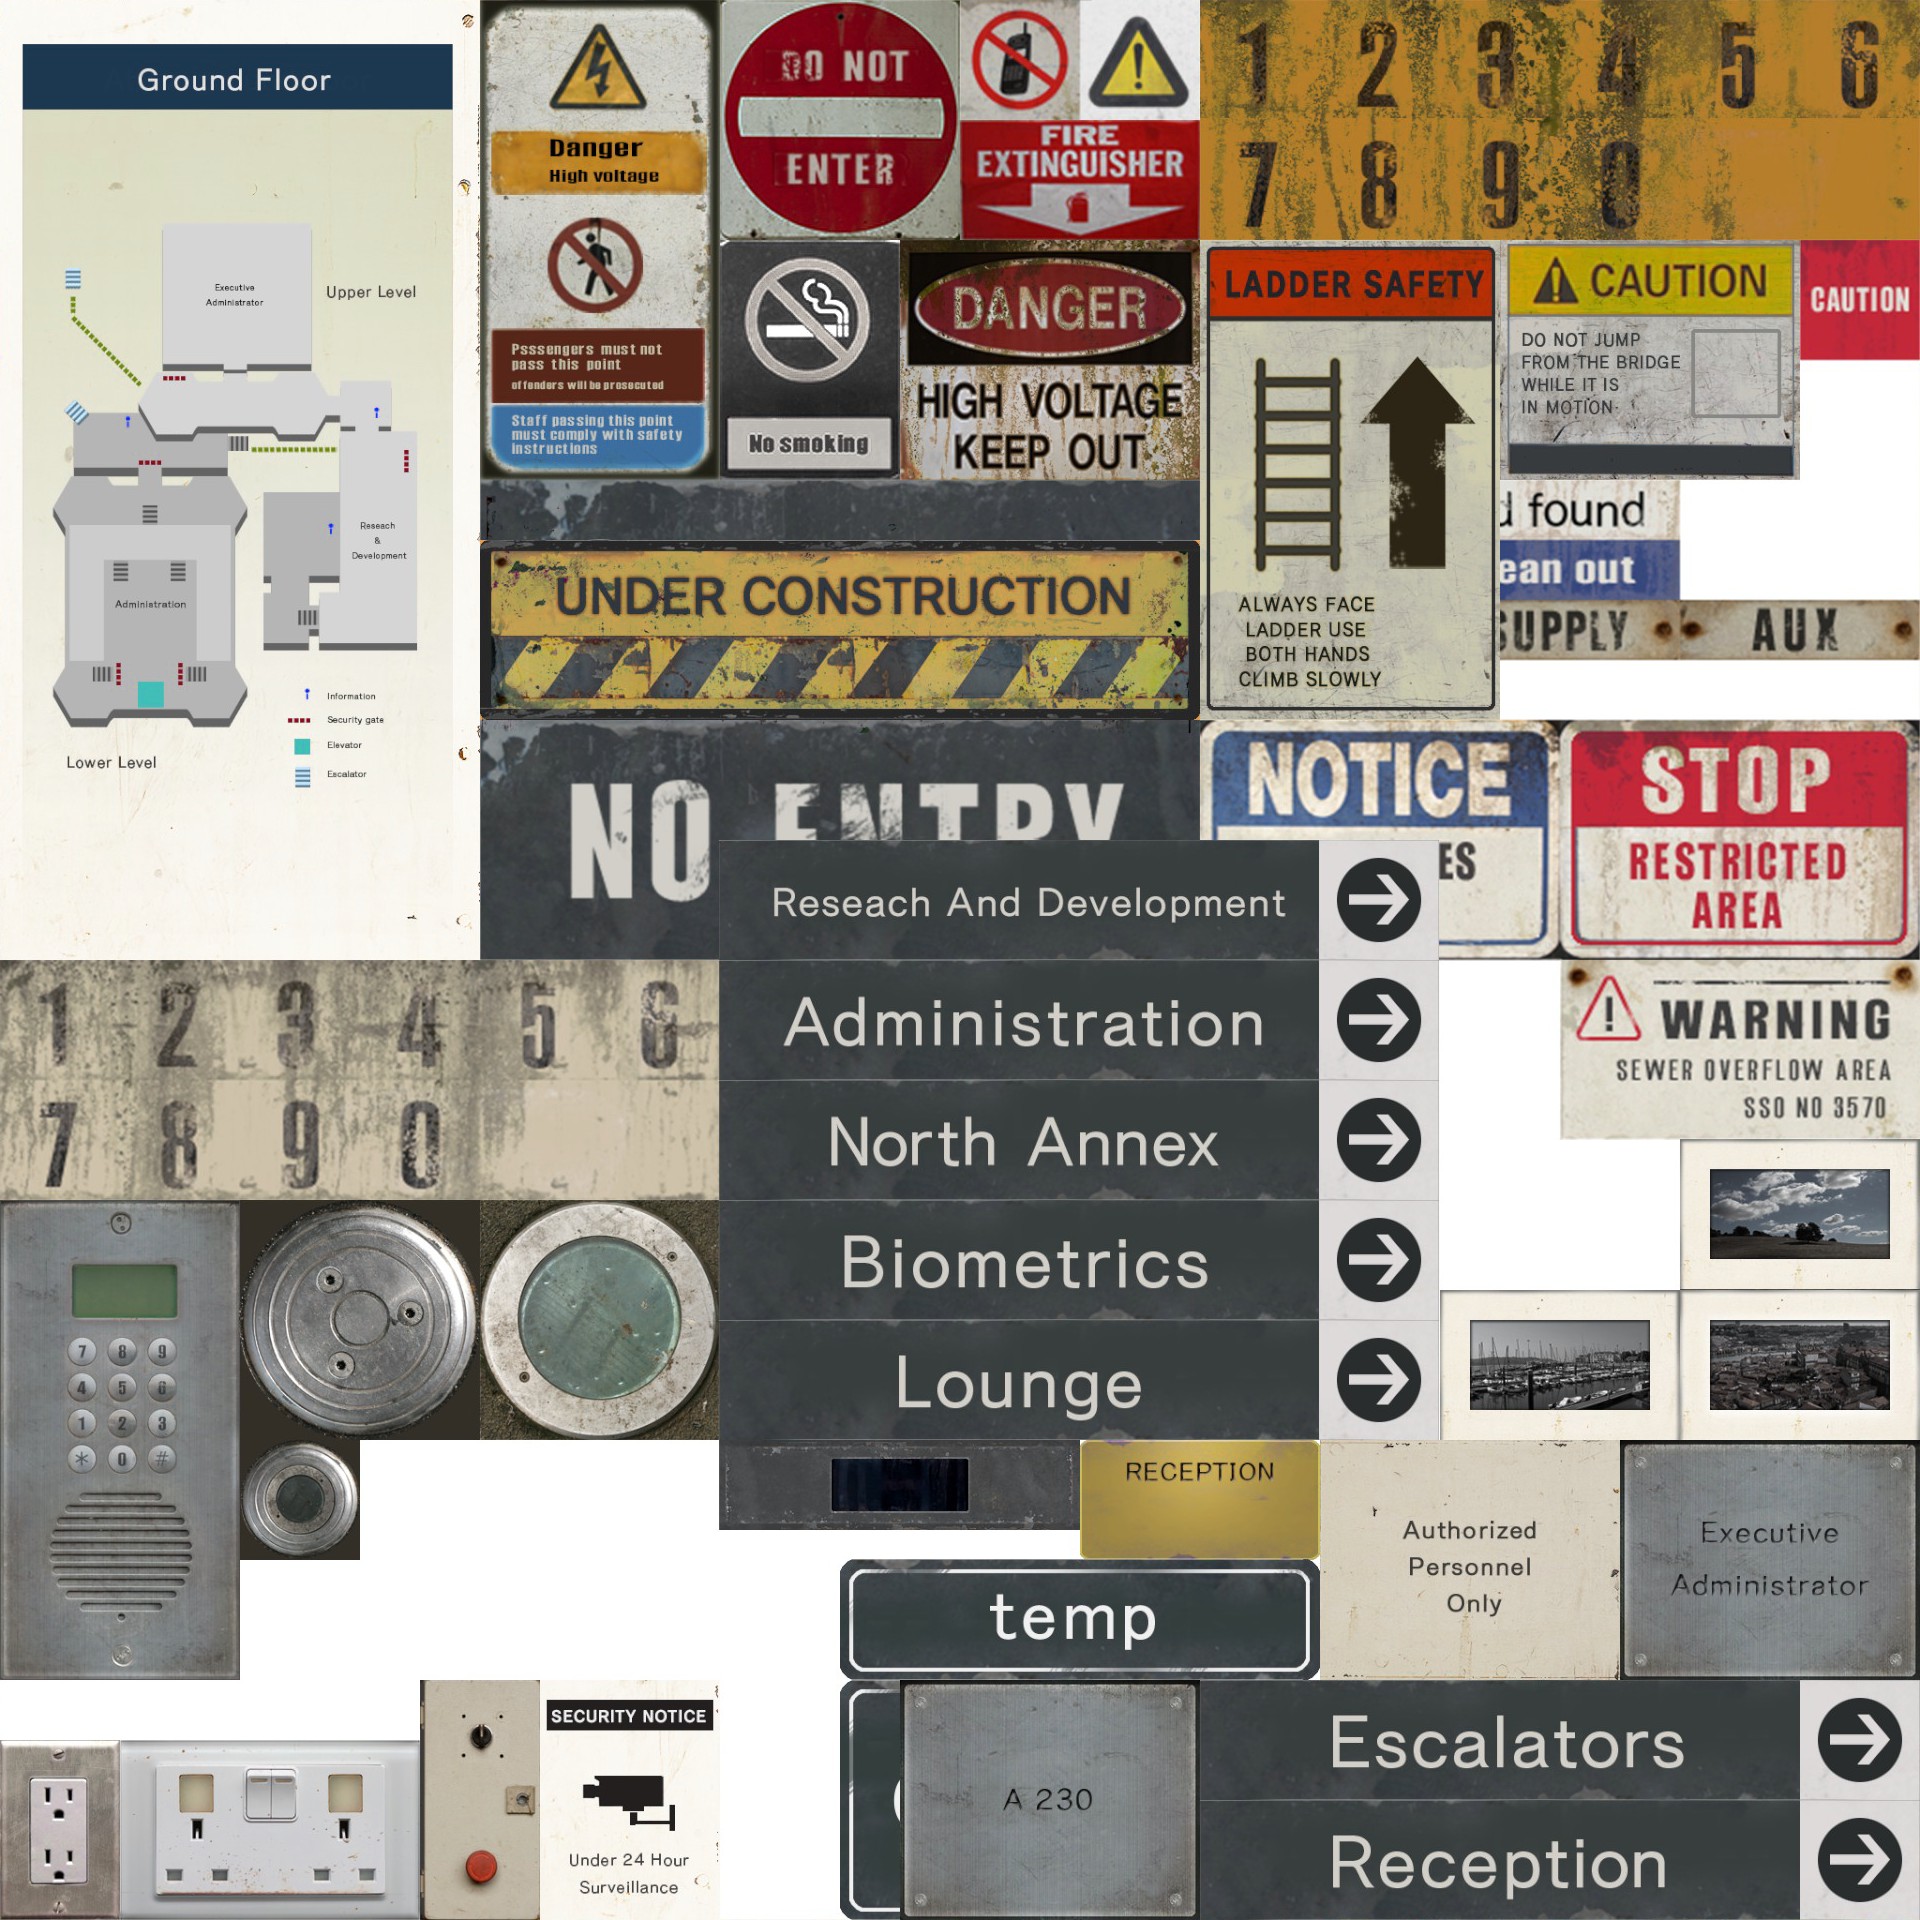 Ground Floor
Executive
Administrator
Upper Level
Reseach
&
Development
Administration
Information
Security gate
Elevator
Escalator
Lower Level
Danger
High voltage
Psssengers must not
pass this point
offenders will be prosecuted
Staff passing this point
must comply with safety
instructions
DO NOT
ENTER
FIRE
EXTINGUISHER
1 2 3 4 5 6
7 8 9 0
No smoking
DANGER
HIGH VOLTAGE
KEEP OUT
LADDER SAFETY
ALWAYS FACE
LADDER USE
BOTH HANDS
CLIMB SLOWLY
CAUTION
DO NOT JUMP
FROM THE BRIDGE
WHILE IT IS
IN MOTION
CAUTION
found
ean out
SUPPLY
AUX
UNDER CONSTRUCTION
NO ENTRY
NOTICE
ES
STOP
RESTRICTED
AREA
Reseach And Development
Administration
North Annex
Biometrics
Lounge
WARNING
SEWER OVERFLOW AREA
SSO NO 3570
1 2 3 4 5 6
7 8 9 0
7 8 9
4 5 6
1 2 3
* 0 #
RECEPTION
Authorized
Personnel
Only
Executive
Administrator
temp
SECURITY NOTICE
Under 24 Hour
Surveillance
A 230
Escalators
Reception